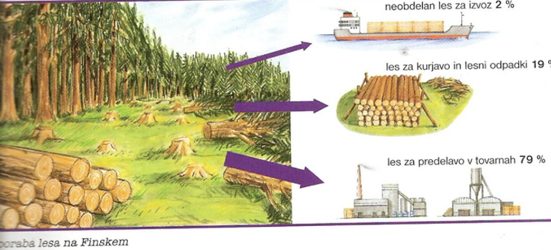 neobdelan les za izvoz 2 %
les za kurjavo in lesni odpadki 19
les za predelavo v tovarnah 79 %
poraba lesa na Finskem